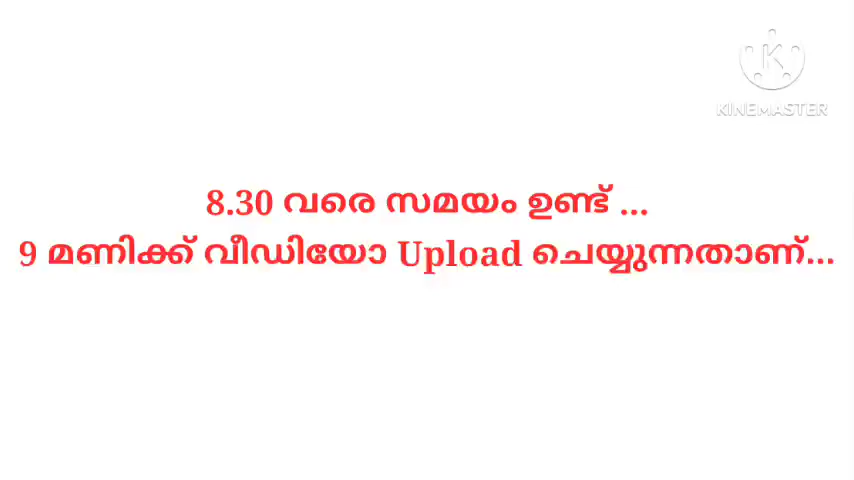 KINEMASTER
8.30 വരെ സമയം ഉണ്ട് ...
9 മണിക്ക് വീഡിയോ Upload ചെയ്യുന്നതാണ്...